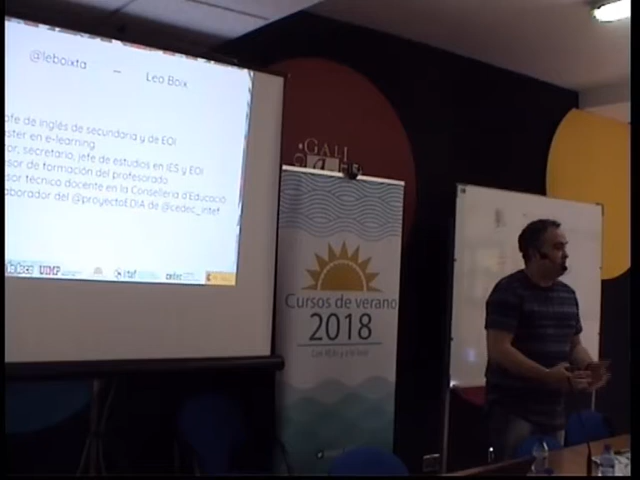 @leboixta – Leo Boix
ofe de inglés de secundaria y de EOI
ster en e-learning
or, secretario, jefe de estudios en IES y EOI
sor de formación del profesorado
sor técnico docente en la Conselleria d'Educació
aborador del @proyectoEDIA de @cedec_intef
GALI
Cursos de verano
2018